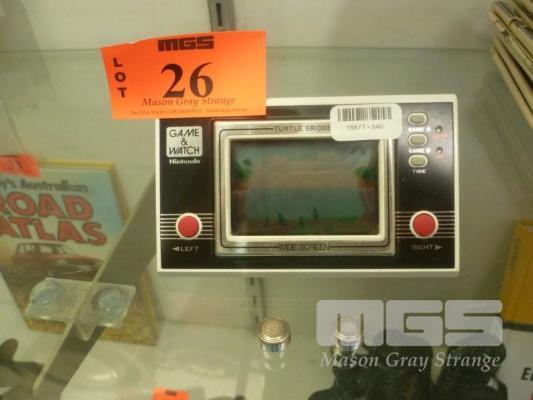 MGS
LOT
26
Mason Gray Strange
GAME & WATCH
Nintendo
TURTLE BRIDGE
19877 - 646
GAME A
GAME B
TIME
LEFT
RIGHT
WIDE SCREEN
's Australian
ROAD
ATLAS
MGS
Mason Gray Strange